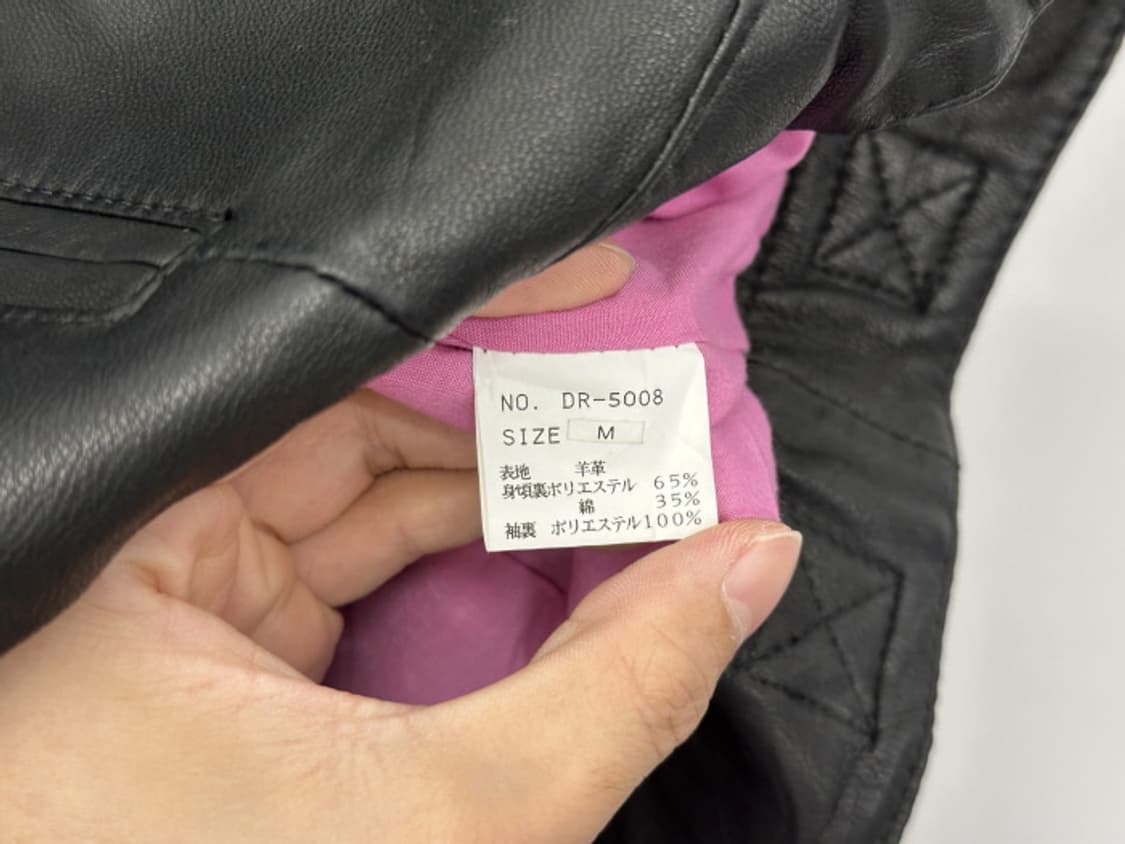 NO. DR-5008
SIZE M
表地 羊革
身頃裏ポリエステル 65%
綿 35%
袖裏 ポリエステル100%